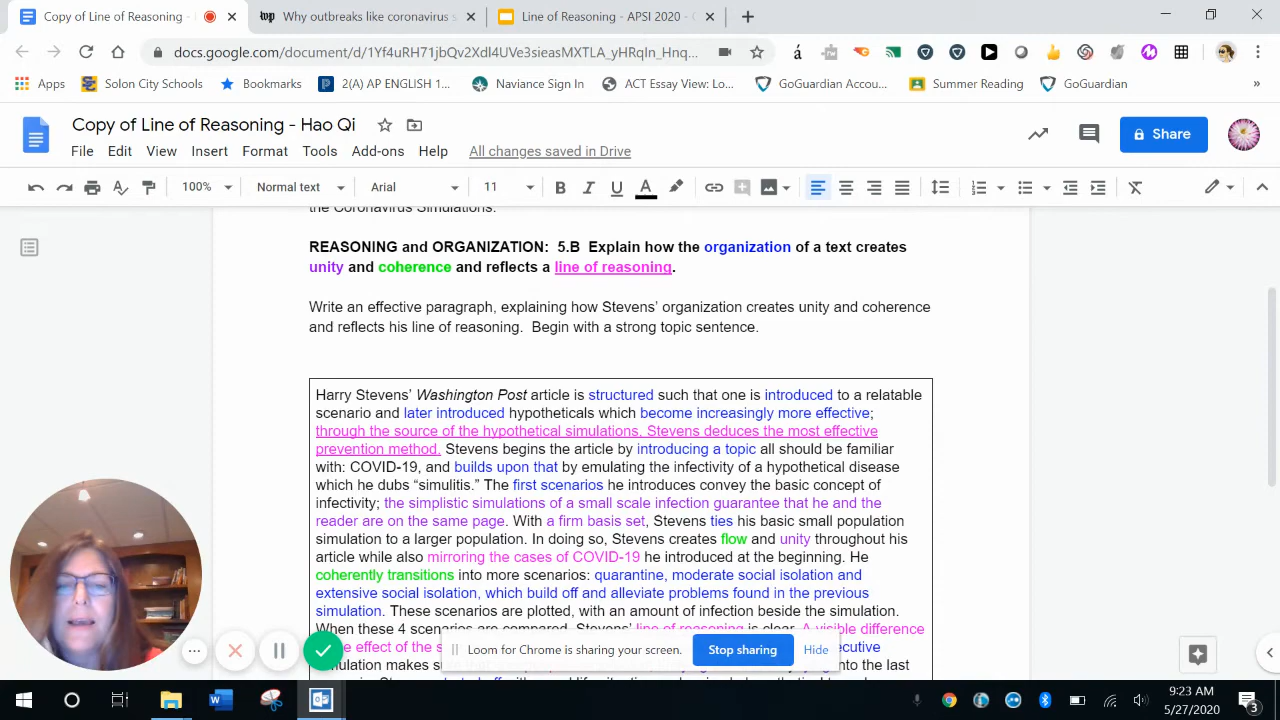 Copy of Line of Reasoning -
Why outbreaks like coronavirus s
Line of Reasoning - APSI 2020 -
docs.google.com/document/d/1Yf4uRH71jbQv2Xdl4UVe3sieasMXTLA_yHRqIn_Hnq...
Apps
Solon City Schools
Bookmarks
2(A) AP ENGLISH 1...
Naviance Sign In
ACT Essay View: Lo...
GoGuardian Accou...
Summer Reading
GoGuardian
»
Copy of Line of Reasoning - Hao Qi
Share
File Edit View Insert Format Tools Add-ons Help All changes saved in Drive
100% Normal text Arial 11 B I U A
the Coronavirus Simulations.
REASONING and ORGANIZATION: 5.B Explain how the organization of a text creates
unity and coherence and reflects a line of reasoning.
Write an effective paragraph, explaining how Stevens’ organization creates unity and coherence
and reflects his line of reasoning. Begin with a strong topic sentence.
Harry Stevens’ Washington Post article is structured such that one is introduced to a relatable
scenario and later introduced hypotheticals which become increasingly more effective;
through the source of the hypothetical simulations, Stevens deduces the most effective
prevention method. Stevens begins the article by introducing a topic all should be familiar
with: COVID-19, and builds upon that by emulating the infectivity of a hypothetical disease
which he dubs “simulitis.” The first scenarios he introduces convey the basic concept of
infectivity; the simplistic simulations of a small scale infection guarantee that he and the
reader are on the same page. With a firm basis set, Stevens ties his basic small population
simulation to a larger population. In doing so, Stevens creates flow and unity throughout his
article while also mirroring the cases of COVID-19 he introduced at the beginning. He
coherently transitions into more scenarios: quarantine, moderate social isolation and
extensive social isolation, which build off and alleviate problems found in the previous
simulation. These scenarios are plotted, with an amount of infection beside the simulation.
When these 4 scenarios are compared, Stevens’ line of reasoning is clear. A visible difference
e effect of the s
Loom for Chrome is sharing your screen.
Stop sharing
Hide
ecutive
mulation makes su
nto the last
9:23 AM
5/27/2020
3